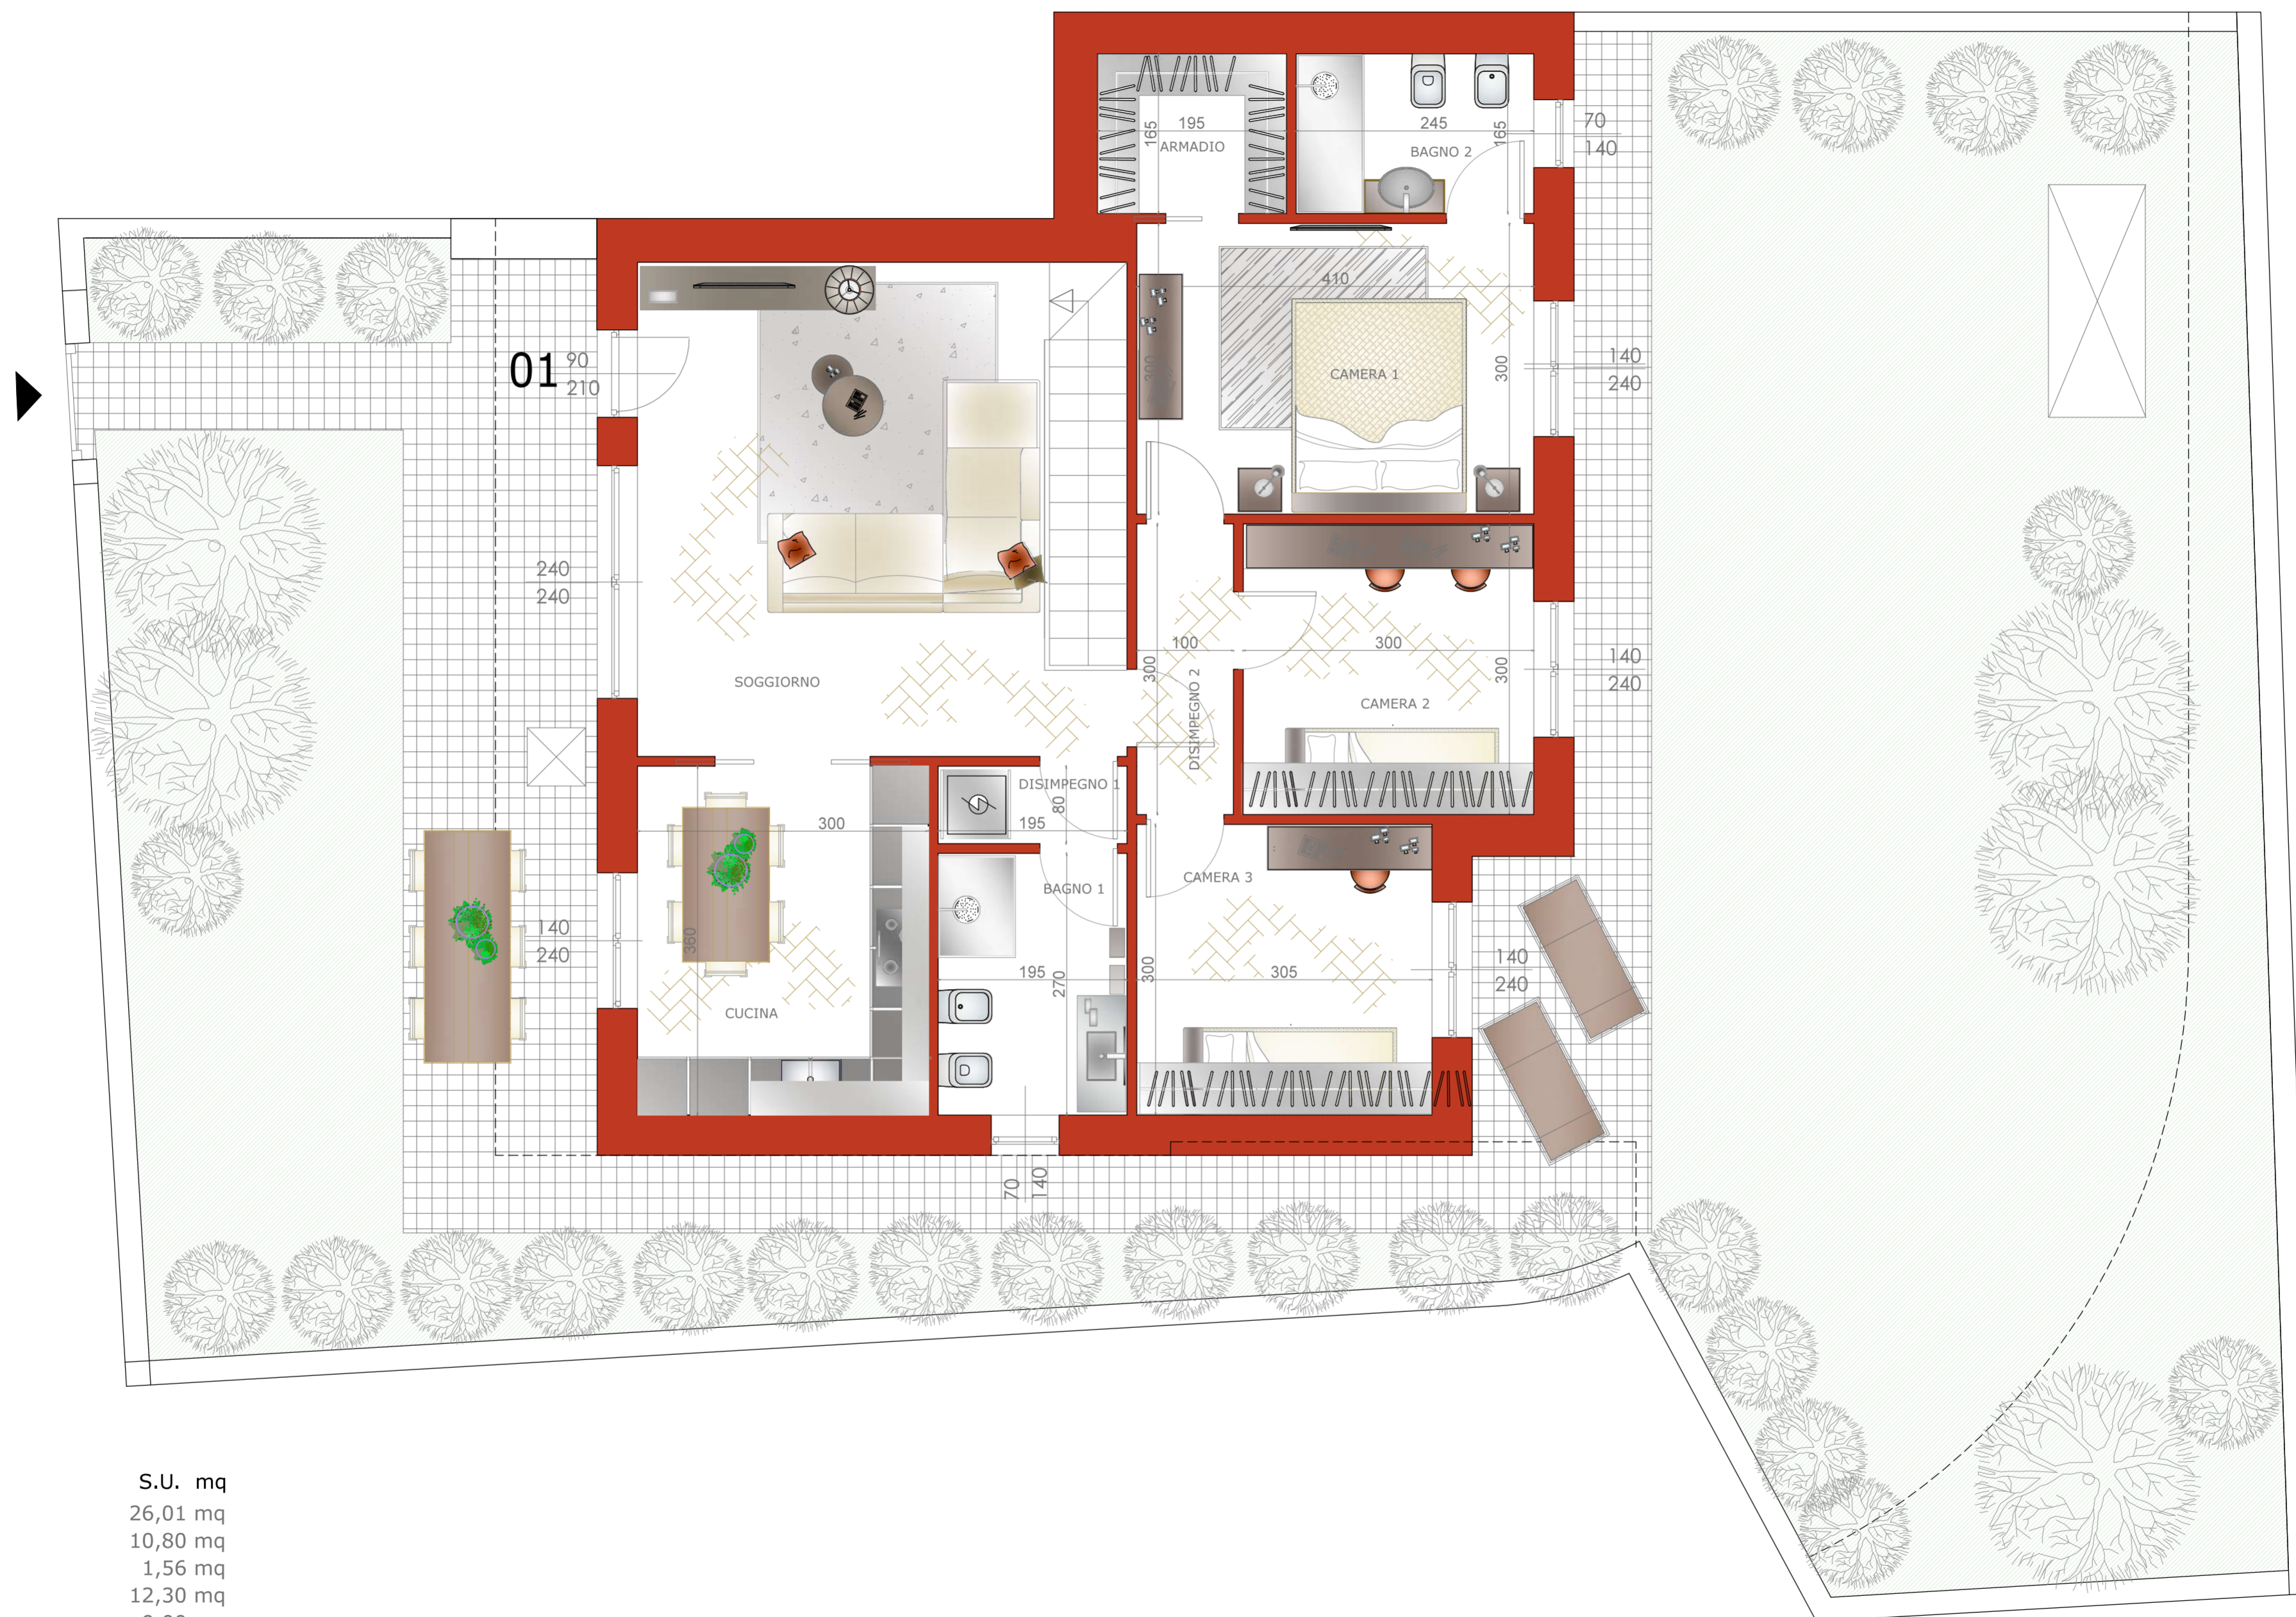 195
165
ARMADIO
245
165
BAGNO 2
70
140
01
90
210
410
300
300
CAMERA 1
140
240
240
240
SOGGIORNO
100
300
DISIMPEGNO 2
300
300
CAMERA 2
140
240
DISIMPEGNO 1
80
195
300
360
CUCINA
140
240
BAGNO 1
195
270
CAMERA 3
300
305
140
240
70
140
S.U. mq
26,01 mq
10,80 mq
1,56 mq
12,30 mq